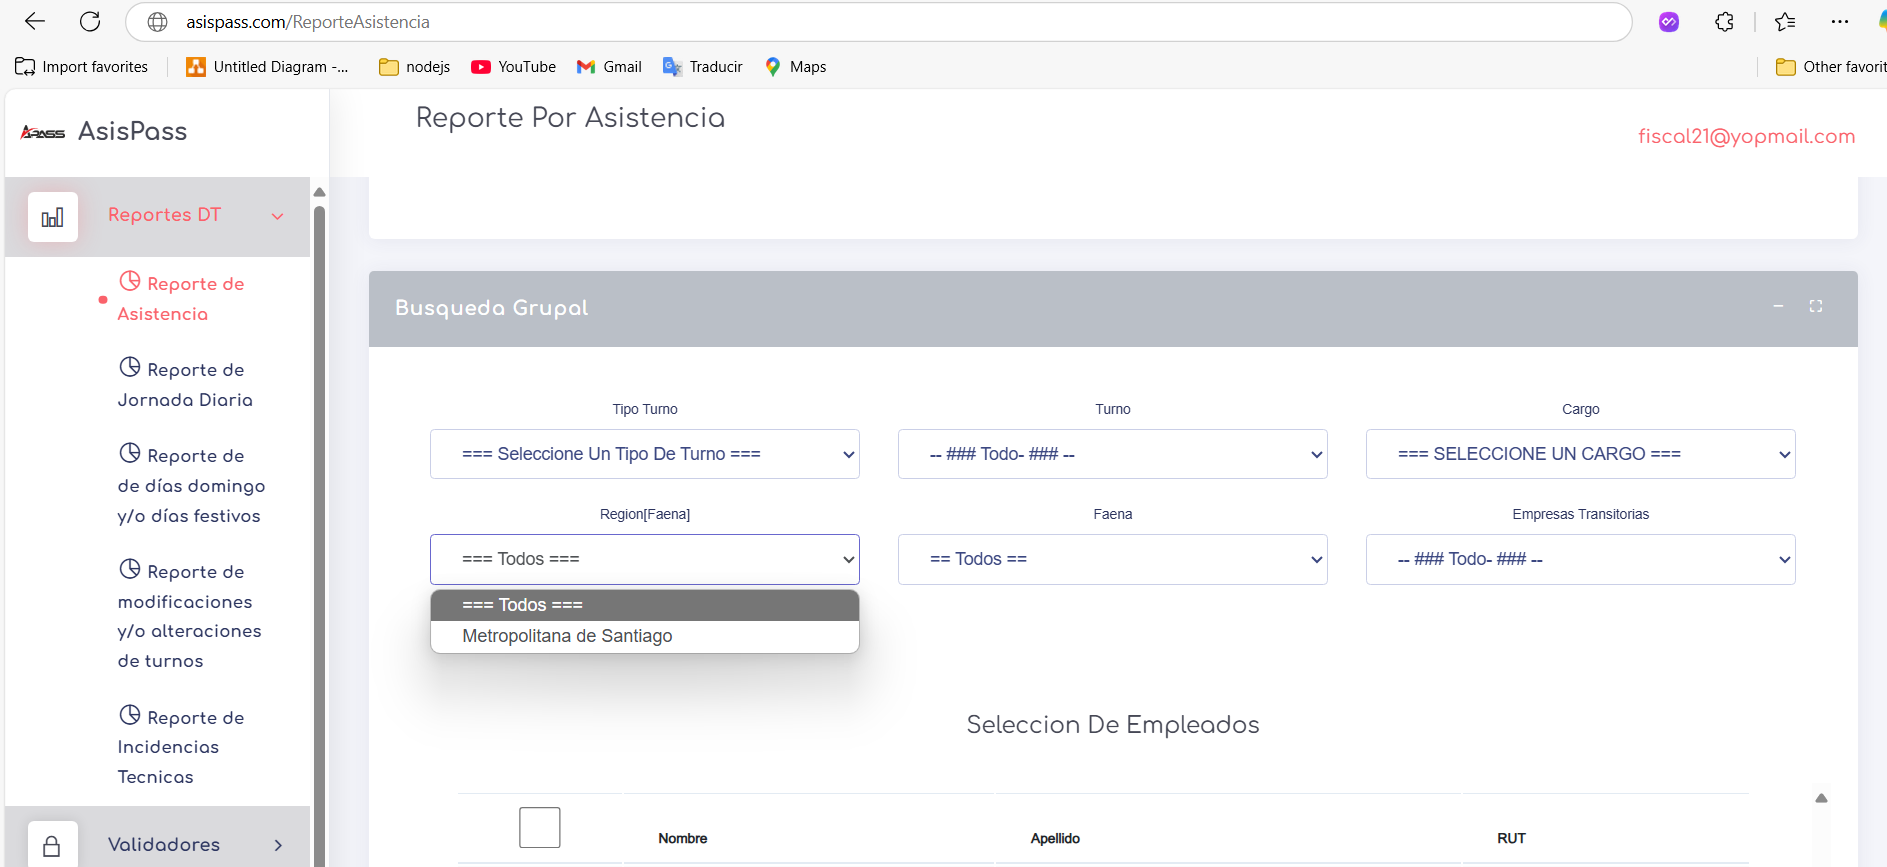 asispass.com/ReporteAsistencia
Import favorites
Untitled Diagram -...
nodejs
YouTube
Gmail
Traducir
Maps
Other favorit
APASS
AsisPass
Reporte Por Asistencia
fiscal21@yopmail.com
Reportes DT
Reporte de
Asistencia
Reporte de
Jornada Diaria
Reporte de
de días domingo
y/o días festivos
Reporte de
modificaciones
y/o alteraciones
de turnos
Reporte de
Incidencias
Tecnicas
Validadores
Busqueda Grupal
Tipo Turno
Turno
Cargo
=== Seleccione Un Tipo De Turno ===
-- ### Todo- ### --
=== SELECCIONE UN CARGO ===
Region[Faena]
Faena
Empresas Transitorias
=== Todos ===
== Todos ==
-- ### Todo- ### --
=== Todos ===
Metropolitana de Santiago
Seleccion De Empleados
Nombre
Apellido
RUT